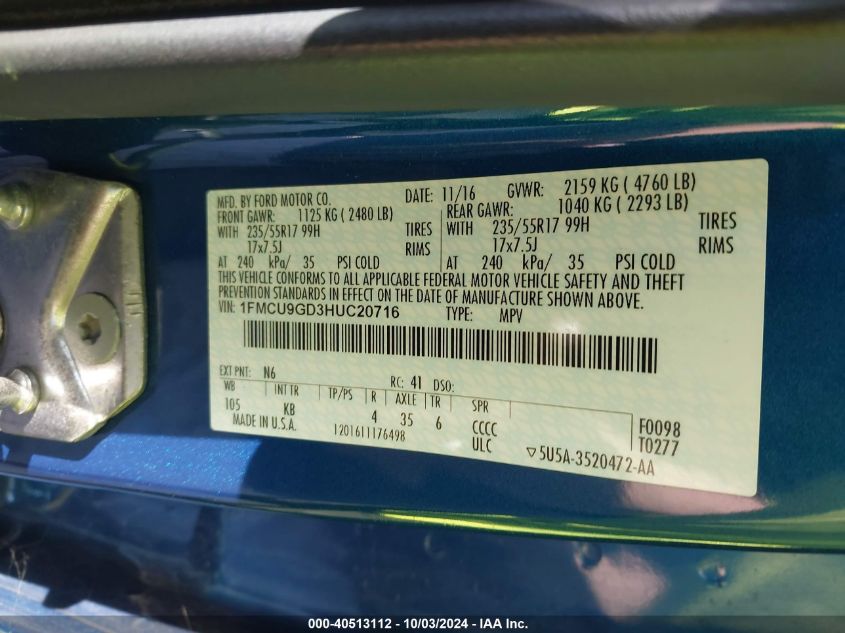 MFD. BY FORD MOTOR CO. DATE: 11/16 GVWR: 2159 KG ( 4760 LB)
FRONT GAWR: 1125 KG ( 2480 LB) REAR GAWR: 1040 KG ( 2293 LB)
WITH 235/55R17 99H TIRES WITH 235/55R17 99H TIRES
17x7.5J RIMS 17x7.5J RIMS
AT 240 kPa/ 35 PSI COLD AT 240 kPa/ 35 PSI COLD
THIS VEHICLE CONFORMS TO ALL APPLICABLE FEDERAL MOTOR VEHICLE SAFETY AND THEFT
PREVENTION STANDARDS IN EFFECT ON THE DATE OF MANUFACTURE SHOWN ABOVE.
VIN: 1FMCU9GD3HUC20716 TYPE: MPV
EXT PNT: N6 RC: 41 DSO:
WB INT TR TP/PS R AXLE TR SPR
105 KB 4 35 6 CCCC F0098
MADE IN U.S.A. 1201611176498 ULC ▽5U5A-3520472-AA T0277
000-40513112 - 10/03/2024 - IAA Inc.